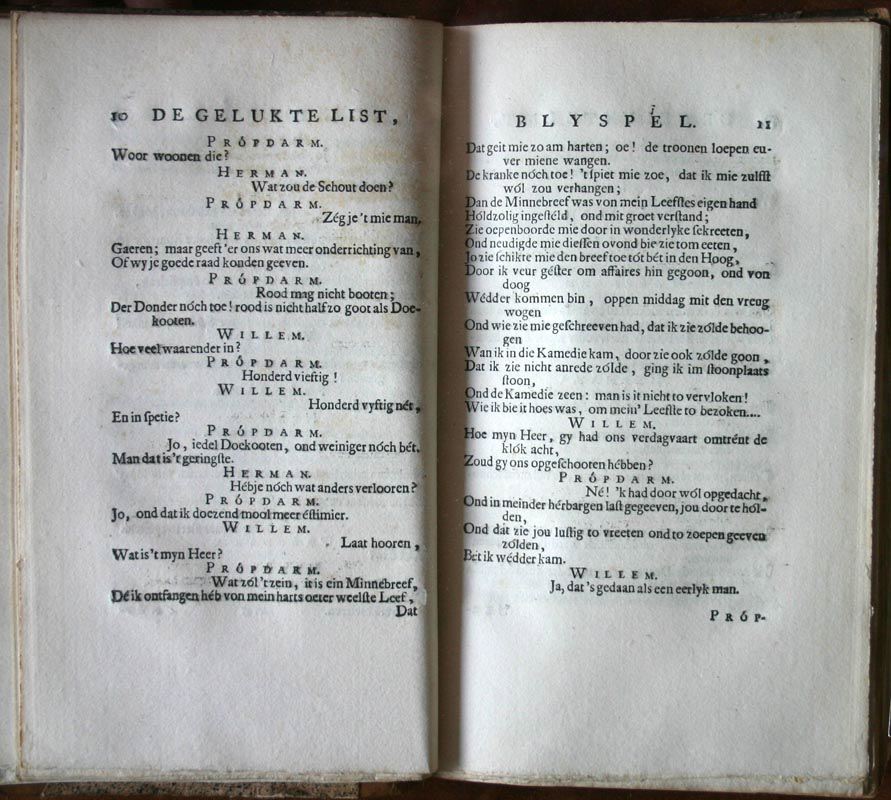 10 DE GELUKTE LIST,
PRÓPDARM.
Woor woonen die?
HERMAN.
Wat zou de Schout doen?
PRÓPDARM.
Zég je 't mie man.
HERMAN.
Gaeren; maar geeft 'er ons wat meer onderrichting van,
Of wy je goede raad konden geeven.
PRÓPDARM.
Rood mag nicht booten;
Der Donder nóch toe! rood is nicht half zo goot als Doe-
kooten.
WILLEM.
Hoe veel waarender in?
PRÓPDARM.
Honderd vieftig!
WILLEM.
Honderd vyftig nét,
En in spetie?
PRÓPDARM.
Jo, iedel Doekooten, ond weiniger nóch bét.
Man dat is 't geringste.
HERMAN.
Hébje nóch wat anders verlooren?
PRÓPDARM.
Jo, ond dat ik doezend mool meer éstimier.
WILLEM.
Laat hooren,
Wat is 't myn Heer?
PRÓPDARM.
Wat zól 't zein, it is ein Minnebreef,
Dé ik ontfangen héb von mein harts oeter weelste Leef,
Dat
BLYSPEL. 11
Dat geit mie zo am harten; oe! de troonen loepen eu-
ver miene wangen.
De kranke nóch toe! 't spiet mie zoe, dat ik mie zulfst
wól zou verhangen;
Dan de Minnebreef was von mein Leefstes eigen hand
Hóldzolig ingestéld, ond mit groet verstand;
Zie oepenboorde mie door in wonderlyke sekreeten,
Ond neudigde mie diessen ovond bie zie tom eeten,
Jo zie schikte mie den breef toe tót bét in den Hoog,
Door ik veur géster om affaires hin gegoon, ond von
doog
Wédder kommen bin, oppen middag mit den vreug
wogen
Ond wie zie mie geschreeven had, dat ik zie zólde behoo-
gen
Wan ik in die Kamedie kam, door zie ook zólde goon,
Dat ik zie nicht anrede zólde, ging ik im stoonplaats
stoon,
Ond de Kamedie zeen: man is it nicht to vervloken!
Wie ik bie it hoes was, om mein' Leefste to bezoken....
WILLEM.
Hoe myn Heer, gy had ons verdagvaart omtrént de
klók acht,
Zoud gy ons opgeschooten hébben?
PRÓPDARM.
Né! 'k had door wól opgedacht,
Ond in meinder hérbargen last gegeeven, jou door te hól-
den,
Ond dat zie jou lustig to vreeten ond to zoepen geeven
zólden,
Bét ik wédder kam.
WILLEM.
Ja, dat 's gedaan als een eerlyk man.
PRÓP-